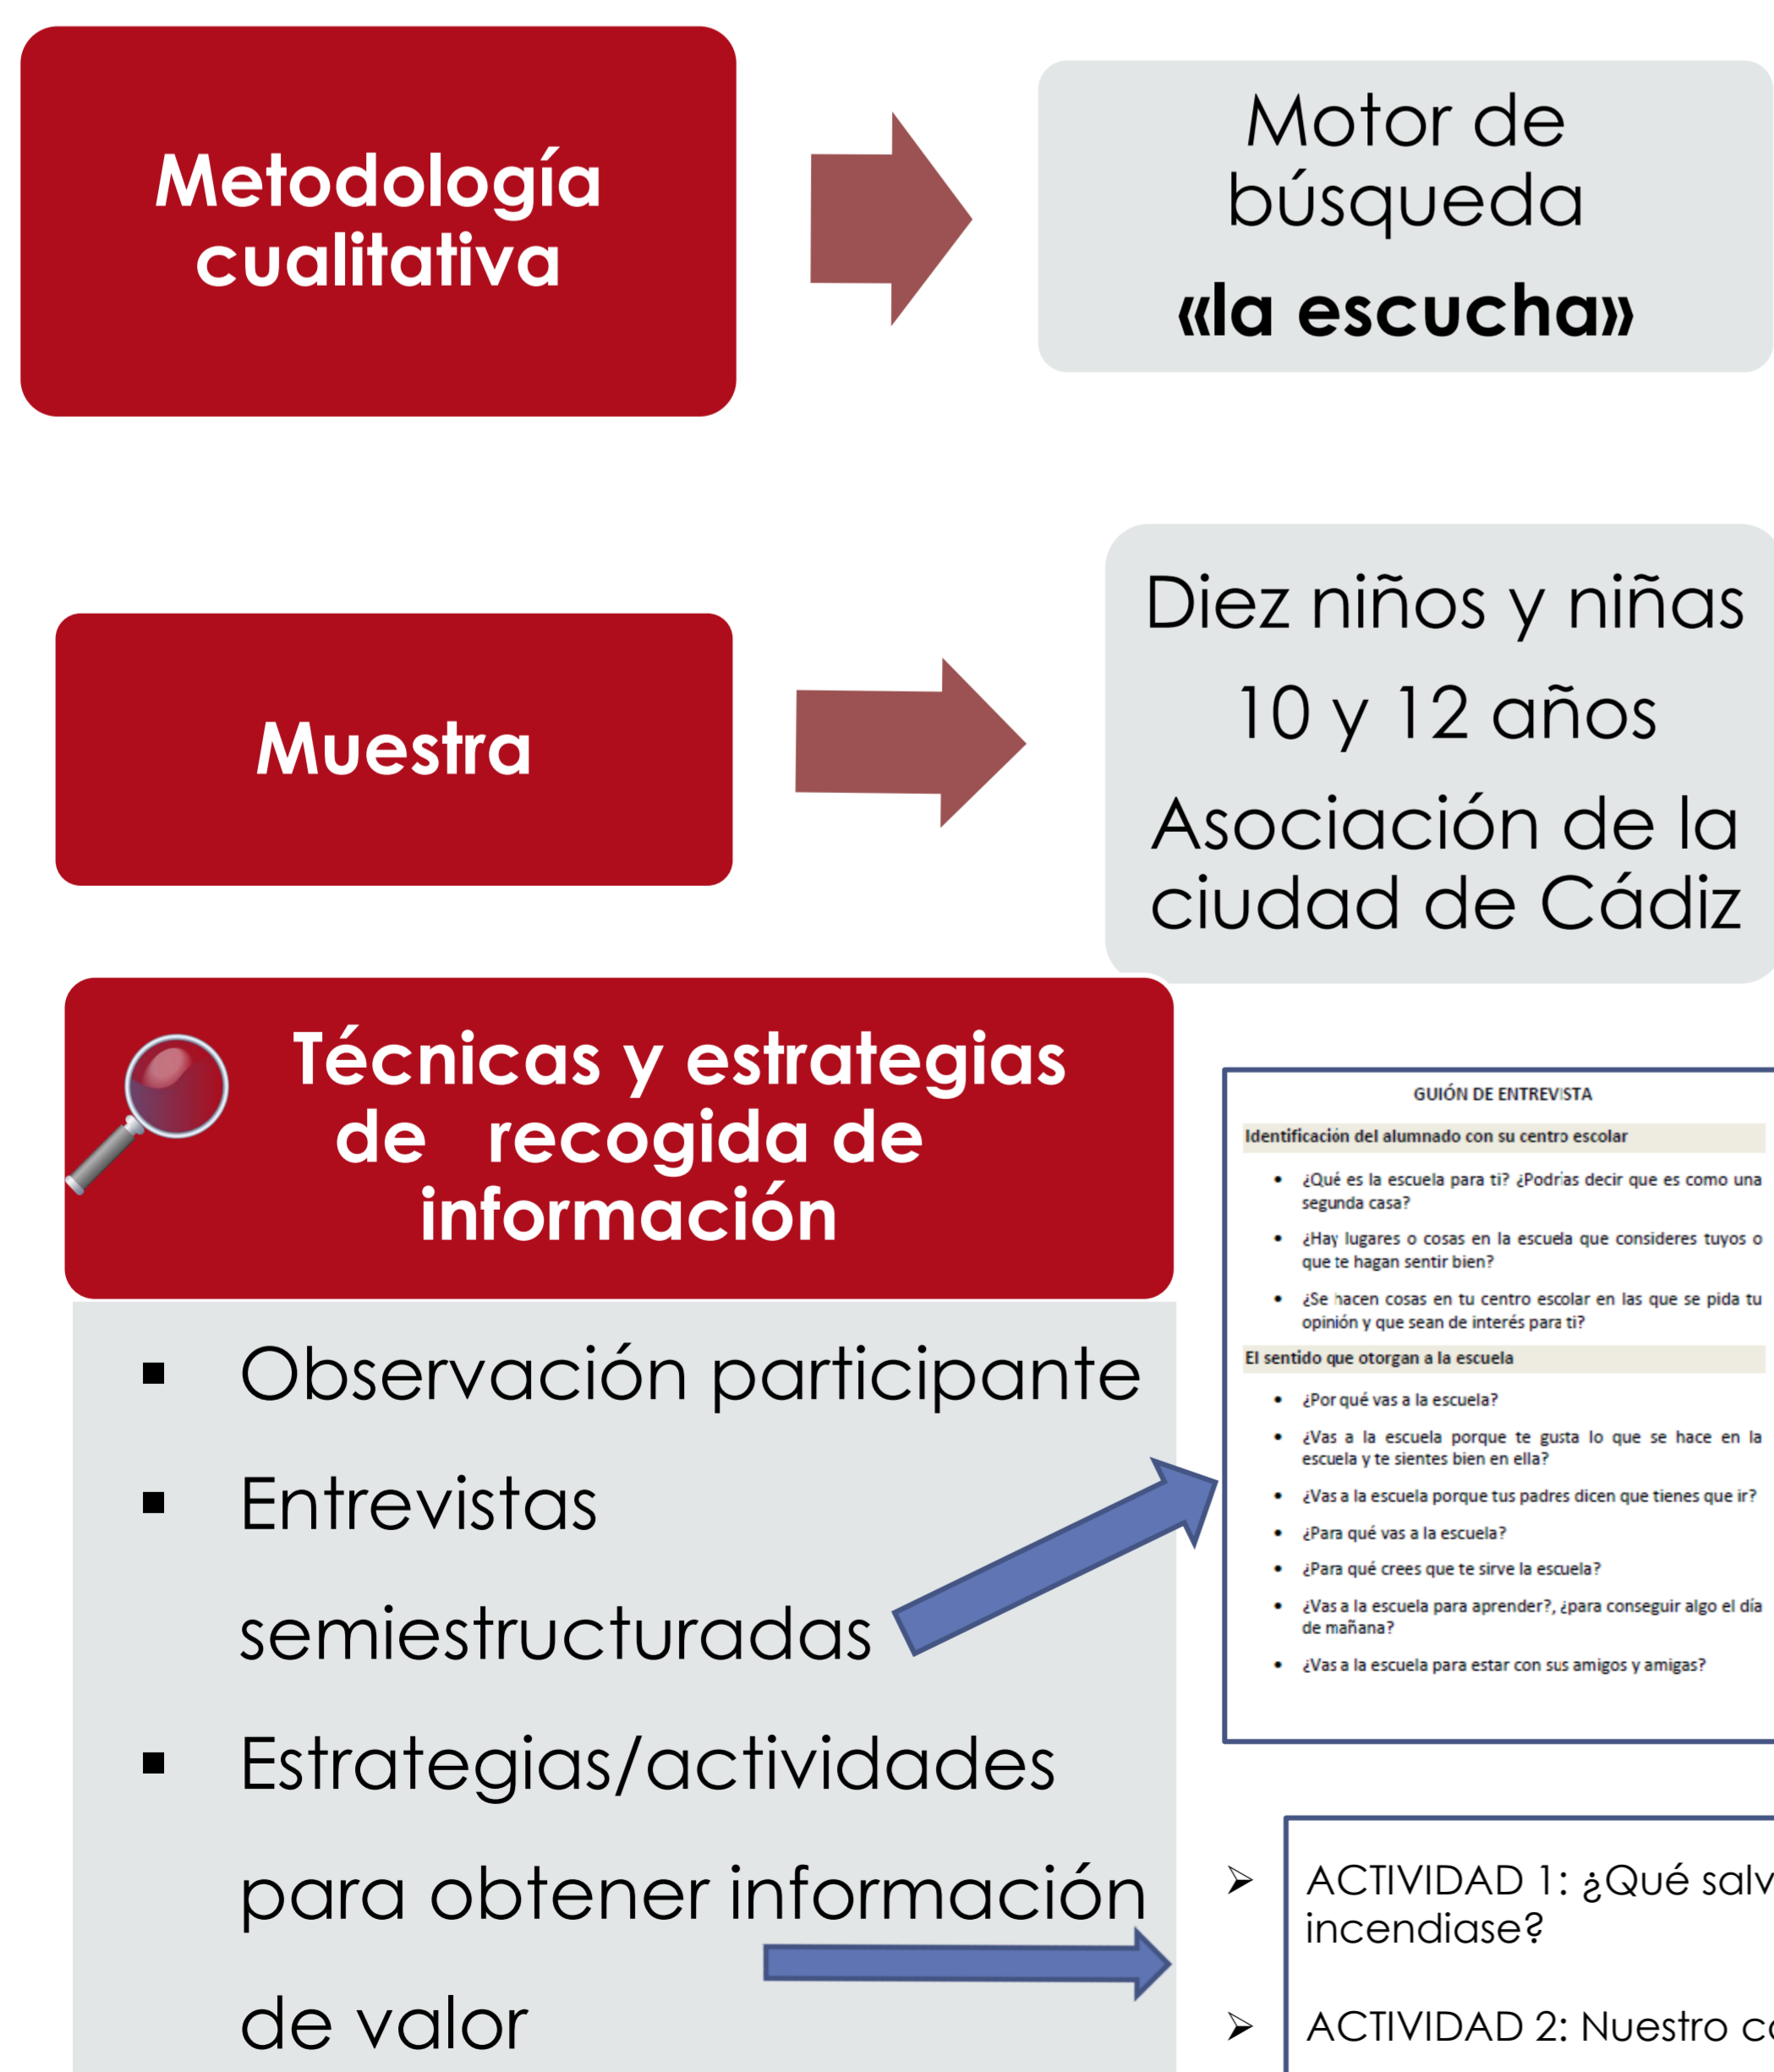 Metodología
cualitativa
Motor de
búsqueda
«la escucha»
Muestra
Diez niños y niñas
10 y 12 años
Asociación de la
ciudad de Cádiz
Técnicas y estrategias
de recogida de
información
▪ Observación participante
▪ Entrevistas
semiestructuradas
▪ Estrategias/actividades
para obtener información
de valor
GUIÓN DE ENTREVISTA
Identificación del alumnado con su centro escolar
• ¿Qué es la escuela para ti? ¿Podrías decir que es como una
segunda casa?
• ¿Hay lugares o cosas en la escuela que consideres tuyos o
que te hagan sentir bien?
• ¿Se hacen cosas en tu centro escolar en las que se pida tu
opinión y que sean de interés para ti?
El sentido que otorgan a la escuela
• ¿Por qué vas a la escuela?
• ¿Vas a la escuela porque te gusta lo que se hace en la
escuela y te sientes bien en ella?
• ¿Vas a la escuela porque tus padres dicen que tienes que ir?
• ¿Para qué vas a la escuela?
• ¿Para qué crees que te sirve la escuela?
• ¿Vas a la escuela para aprender?, ¿para conseguir algo el día
de mañana?
• ¿Vas a la escuela para estar con sus amigos y amigas?
➢ ACTIVIDAD 1: ¿Qué salv
incendiase?
➢ ACTIVIDAD 2: Nuestro